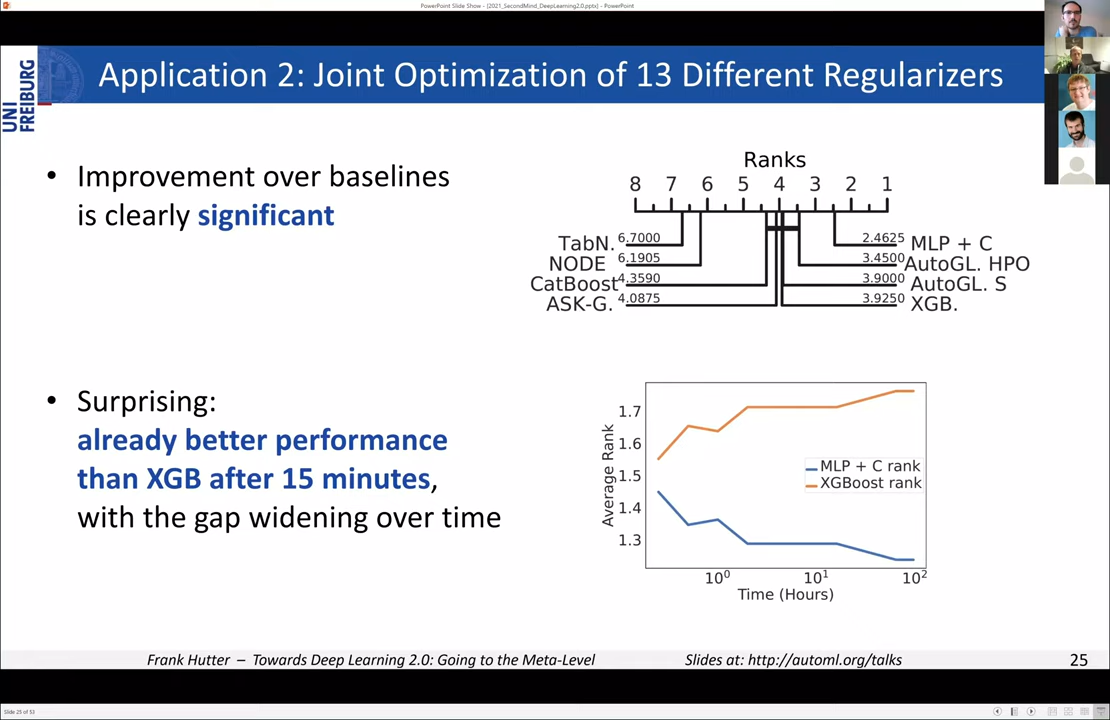 PowerPoint Slide Show - [2021_SecondMind_DeepLearning2.0.pptx] - PowerPoint
UNI
FREIBURG
Application 2: Joint Optimization of 13 Different Regularizers
• Improvement over baselines
is clearly significant
Ranks
8 7 6 5 4 3 2 1
TabN. 6.7000 2.4625 MLP + C
NODE 6.1905 3.4500 AutoGL. HPO
CatBoost 4.3590 3.9000 AutoGL. S
ASK-G. 4.0875 3.9250 XGB.
• Surprising:
already better performance
than XGB after 15 minutes,
with the gap widening over time
Average Rank
1.7
1.6
1.5
1.4
1.3
MLP + C rank
XGBoost rank
10⁰ 10¹ 10²
Time (Hours)
Frank Hutter – Towards Deep Learning 2.0: Going to the Meta-Level Slides at: http://automl.org/talks 25
Slide 25 of 53